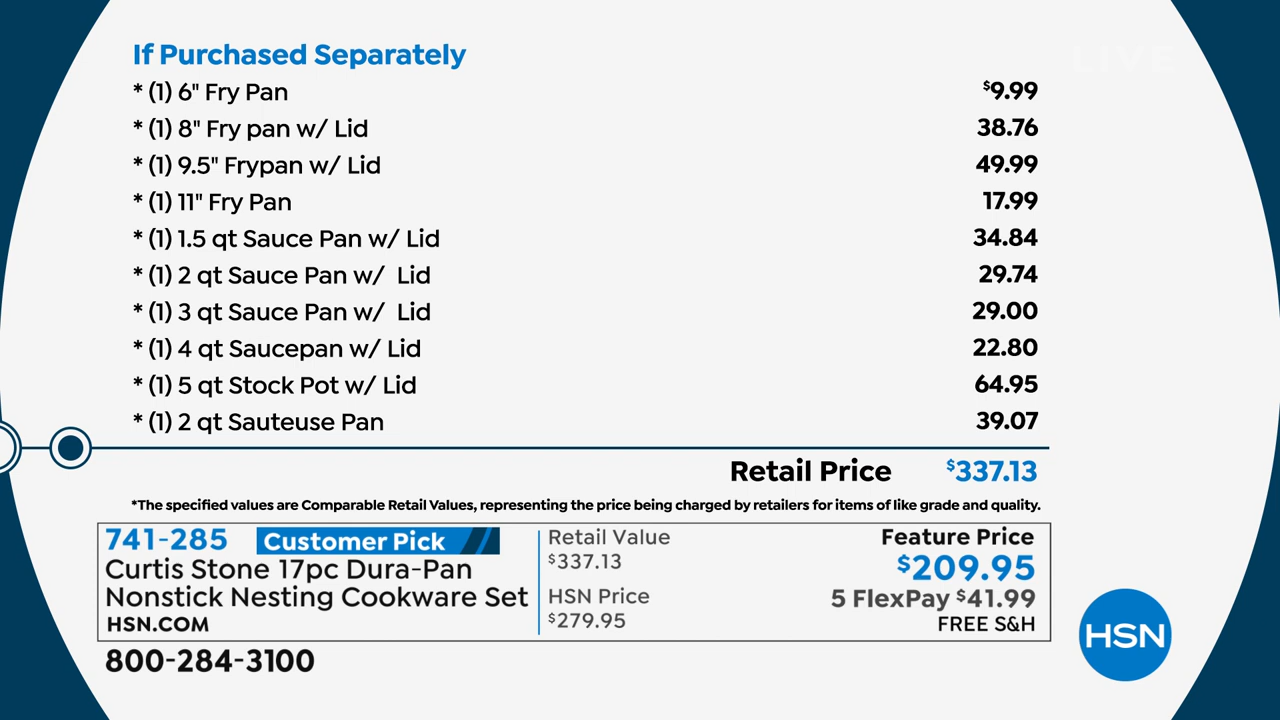 LIVE
If Purchased Separately
* (1) 6" Fry Pan $9.99
* (1) 8" Fry pan w/ Lid 38.76
* (1) 9.5" Frypan w/ Lid 49.99
* (1) 11" Fry Pan 17.99
* (1) 1.5 qt Sauce Pan w/ Lid 34.84
* (1) 2 qt Sauce Pan w/ Lid 29.74
* (1) 3 qt Sauce Pan w/ Lid 29.00
* (1) 4 qt Saucepan w/ Lid 22.80
* (1) 5 qt Stock Pot w/ Lid 64.95
* (1) 2 qt Sauteuse Pan 39.07
Retail Price $337.13
*The specified values are Comparable Retail Values, representing the price being charged by retailers for items of like grade and quality.
741-285 Customer Pick
Curtis Stone 17pc Dura-Pan
Nonstick Nesting Cookware Set
HSN.COM
Retail Value
$337.13
HSN Price
$279.95
Feature Price
$209.95
5 FlexPay $41.99
FREE S&H
800-284-3100
HSN